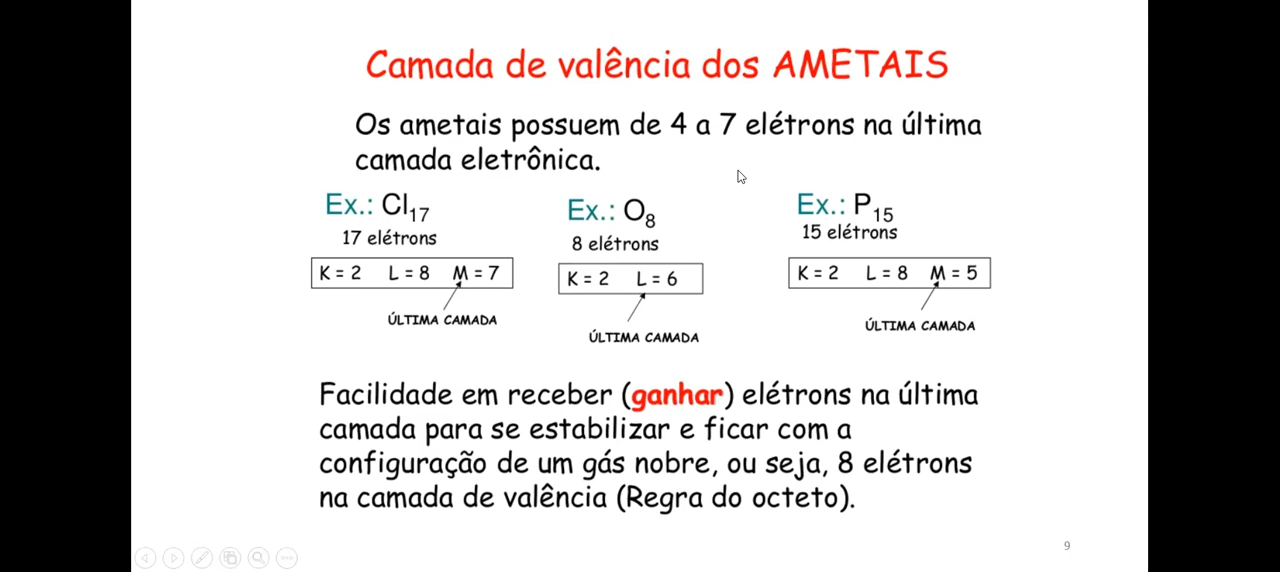 Camada de valência dos AMETAIS
Os ametais possuem de 4 a 7 elétrons na última
camada eletrônica.
Ex.: Cl17
17 elétrons
K = 2 L = 8 M = 7
ÚLTIMA CAMADA
Ex.: O8
8 elétrons
K = 2 L = 6
ÚLTIMA CAMADA
Ex.: P15
15 elétrons
K = 2 L = 8 M = 5
ÚLTIMA CAMADA
Facilidade em receber (ganhar) elétrons na última
camada para se estabilizar e ficar com a
configuração de um gás nobre, ou seja, 8 elétrons
na camada de valência (Regra do octeto).
9